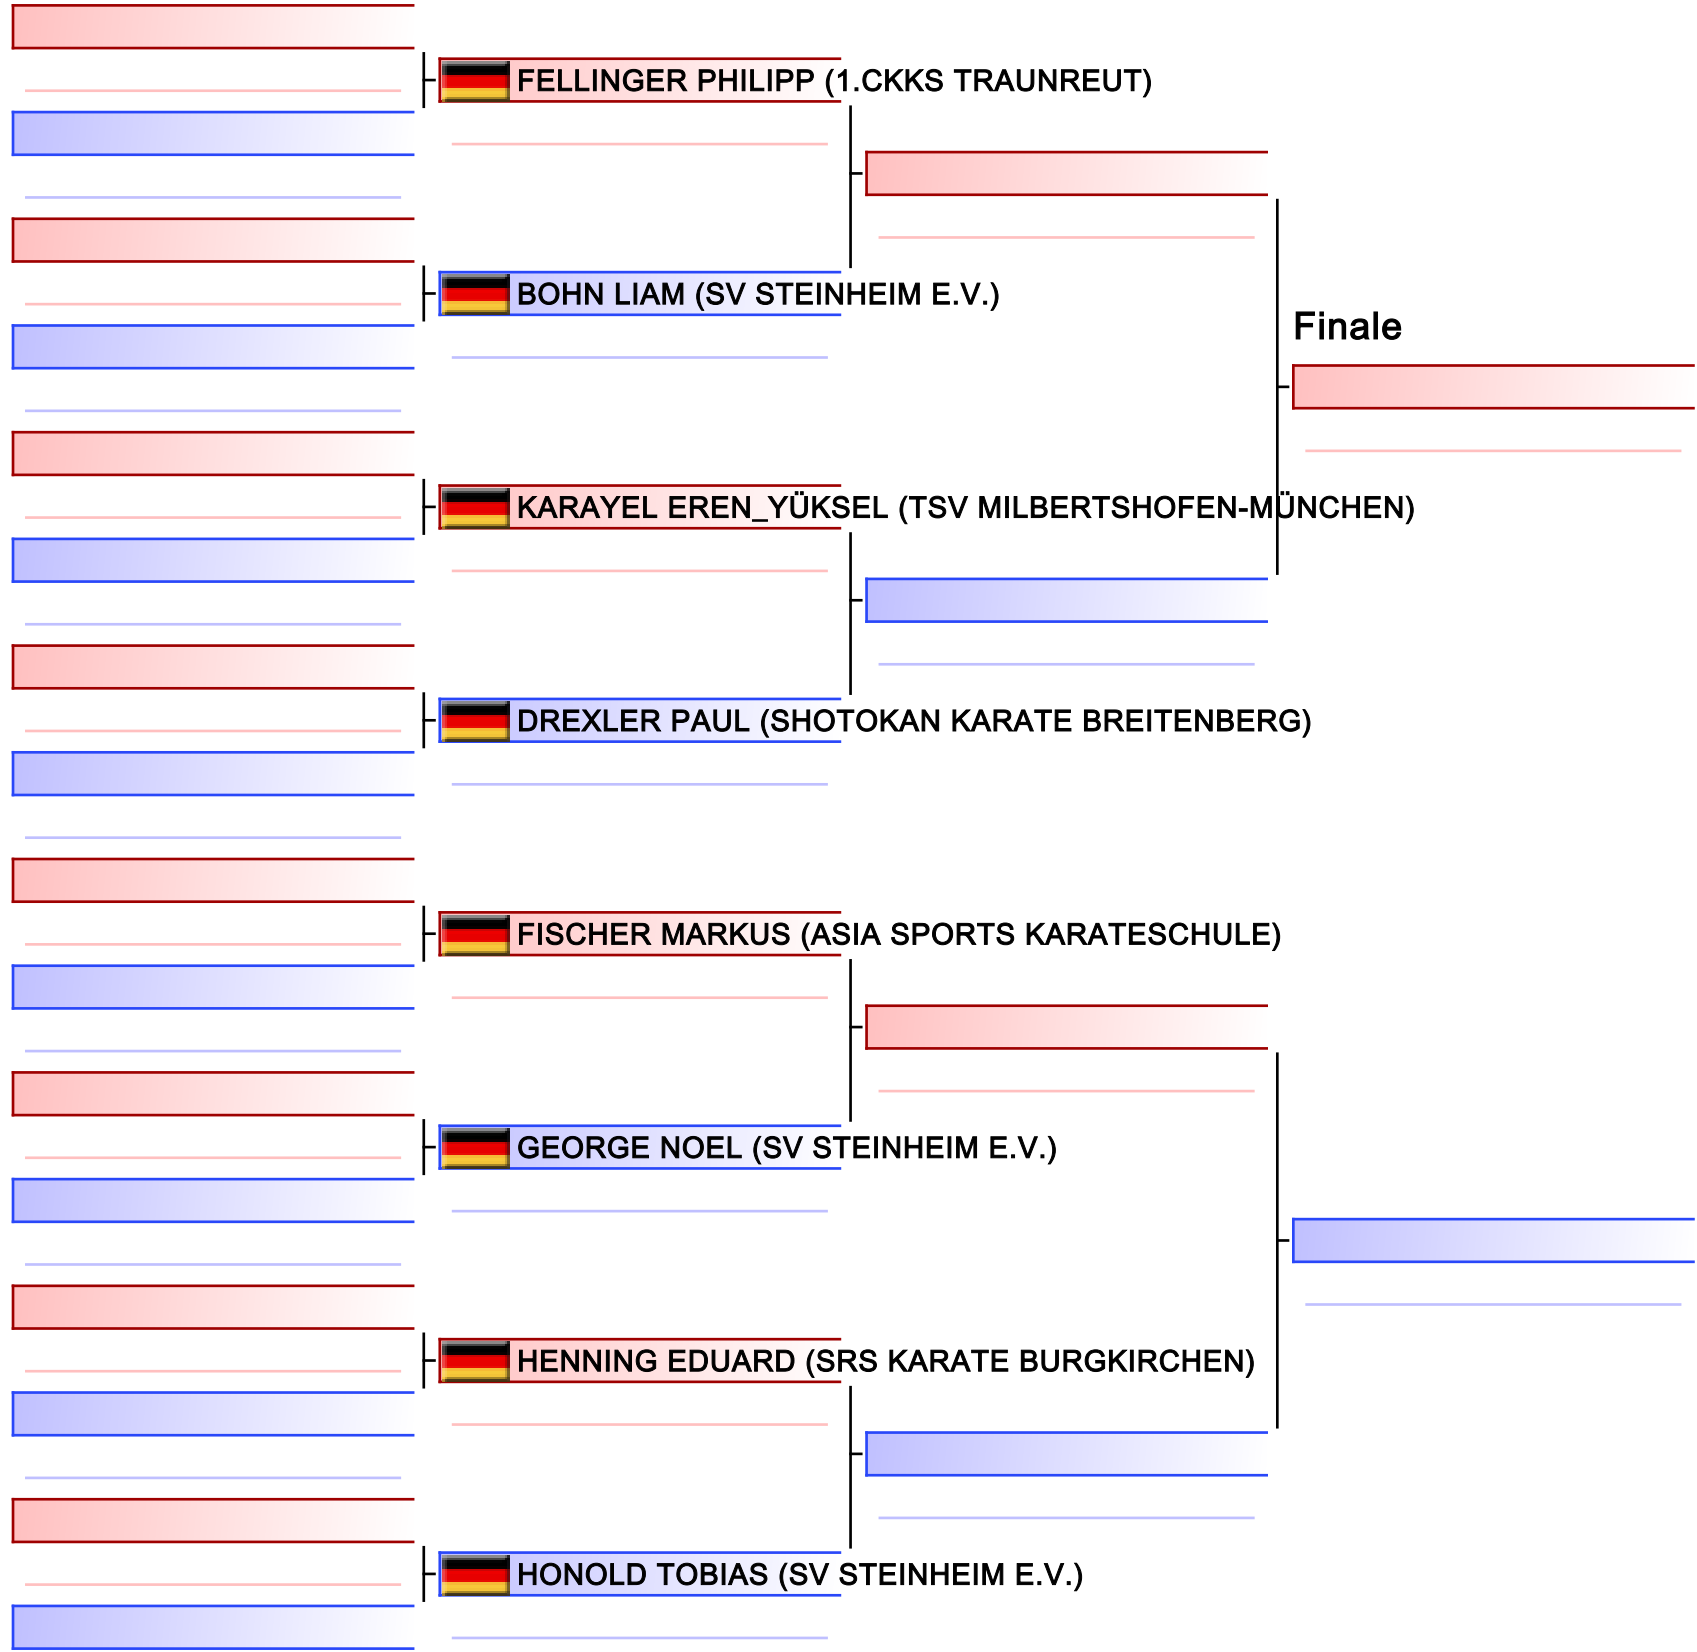 FELLINGER PHILIPP (1.CKKS TRAUNREUT)
BOHN LIAM (SV STEINHEIM E.V.)
Finale
KARAYEL EREN_YÜKSEL (TSV MILBERTSHOFEN-MÜNCHEN)
DREXLER PAUL (SHOTOKAN KARATE BREITENBERG)
FISCHER MARKUS (ASIA SPORTS KARATESCHULE)
GEORGE NOEL (SV STEINHEIM E.V.)
HENNING EDUARD (SRS KARATE BURGKIRCHEN)
HONOLD TOBIAS (SV STEINHEIM E.V.)